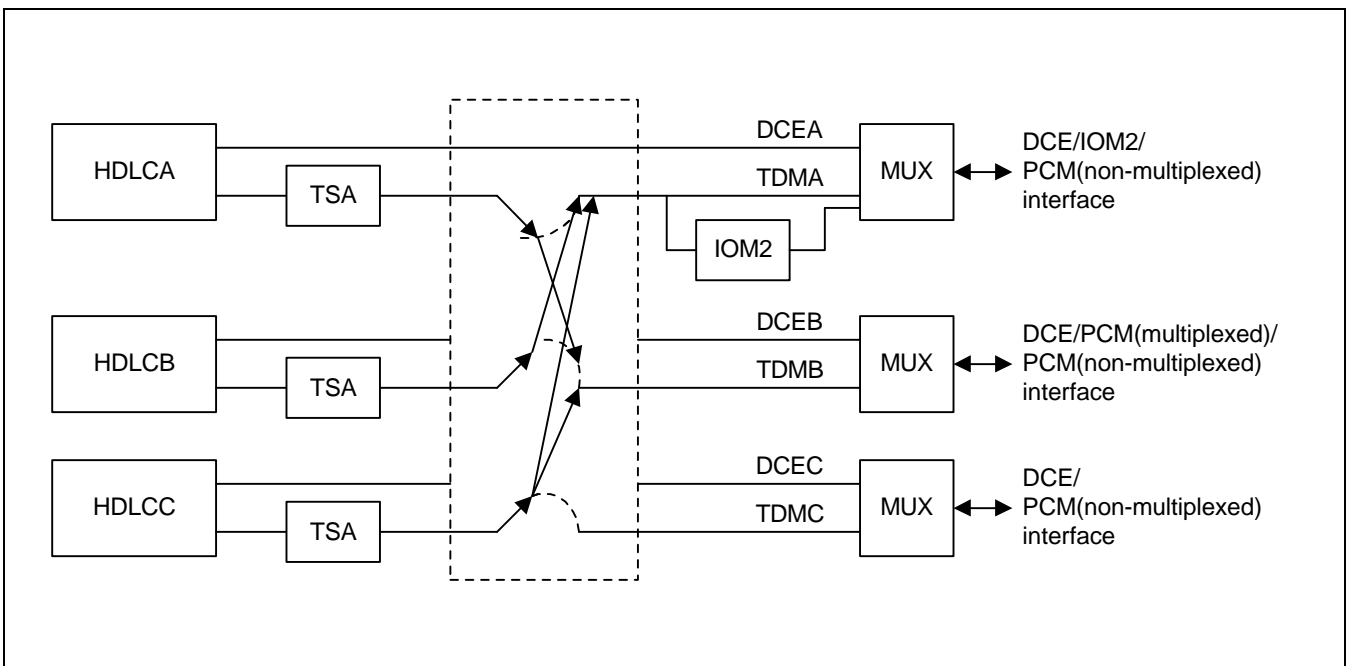 HDLCA
TSA
DCEA
TDMA
IOM2
MUX
DCE/IOM2/
PCM(non-multiplexed)
interface
HDLCB
TSA
DCEB
TDMB
MUX
DCE/PCM(multiplexed)/
PCM(non-multiplexed)
interface
HDLCC
TSA
DCEC
TDMC
MUX
DCE/
PCM(non-multiplexed)
interface